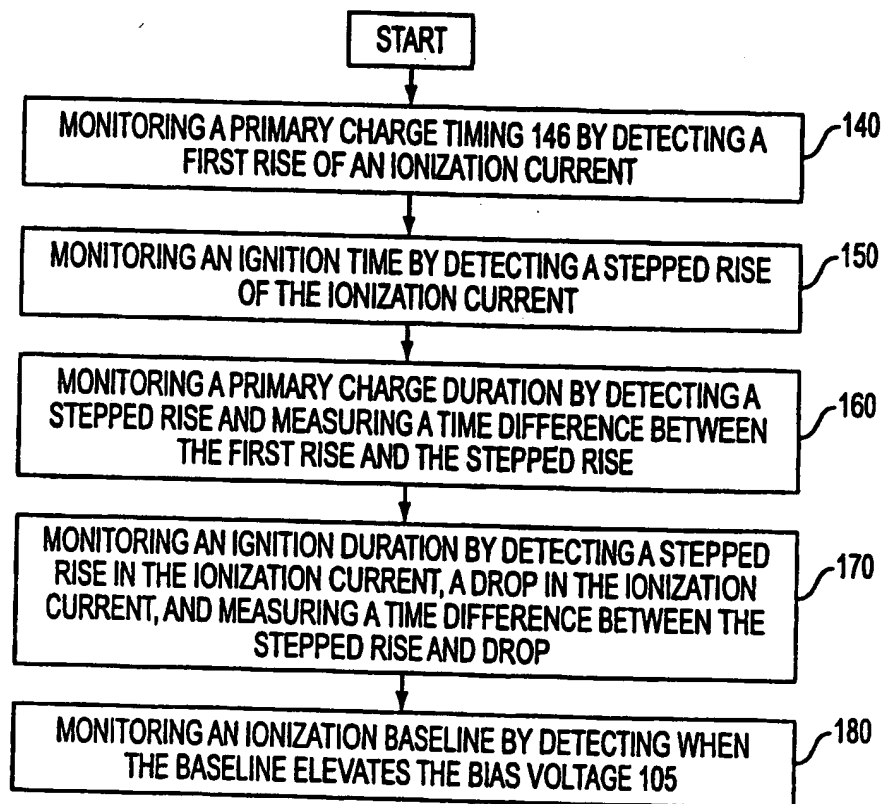 START
MONITORING A PRIMARY CHARGE TIMING 146 BY DETECTING A
FIRST RISE OF AN IONIZATION CURRENT
140
MONITORING AN IGNITION TIME BY DETECTING A STEPPED RISE
OF THE IONIZATION CURRENT
150
MONITORING A PRIMARY CHARGE DURATION BY DETECTING A
STEPPED RISE AND MEASURING A TIME DIFFERENCE BETWEEN
THE FIRST RISE AND THE STEPPED RISE
160
MONITORING AN IGNITION DURATION BY DETECTING A STEPPED
RISE IN THE IONIZATION CURRENT, A DROP IN THE IONIZATION
CURRENT, AND MEASURING A TIME DIFFERENCE BETWEEN THE
STEPPED RISE AND DROP
170
MONITORING AN IONIZATION BASELINE BY DETECTING WHEN
THE BASELINE ELEVATES THE BIAS VOLTAGE 105
180